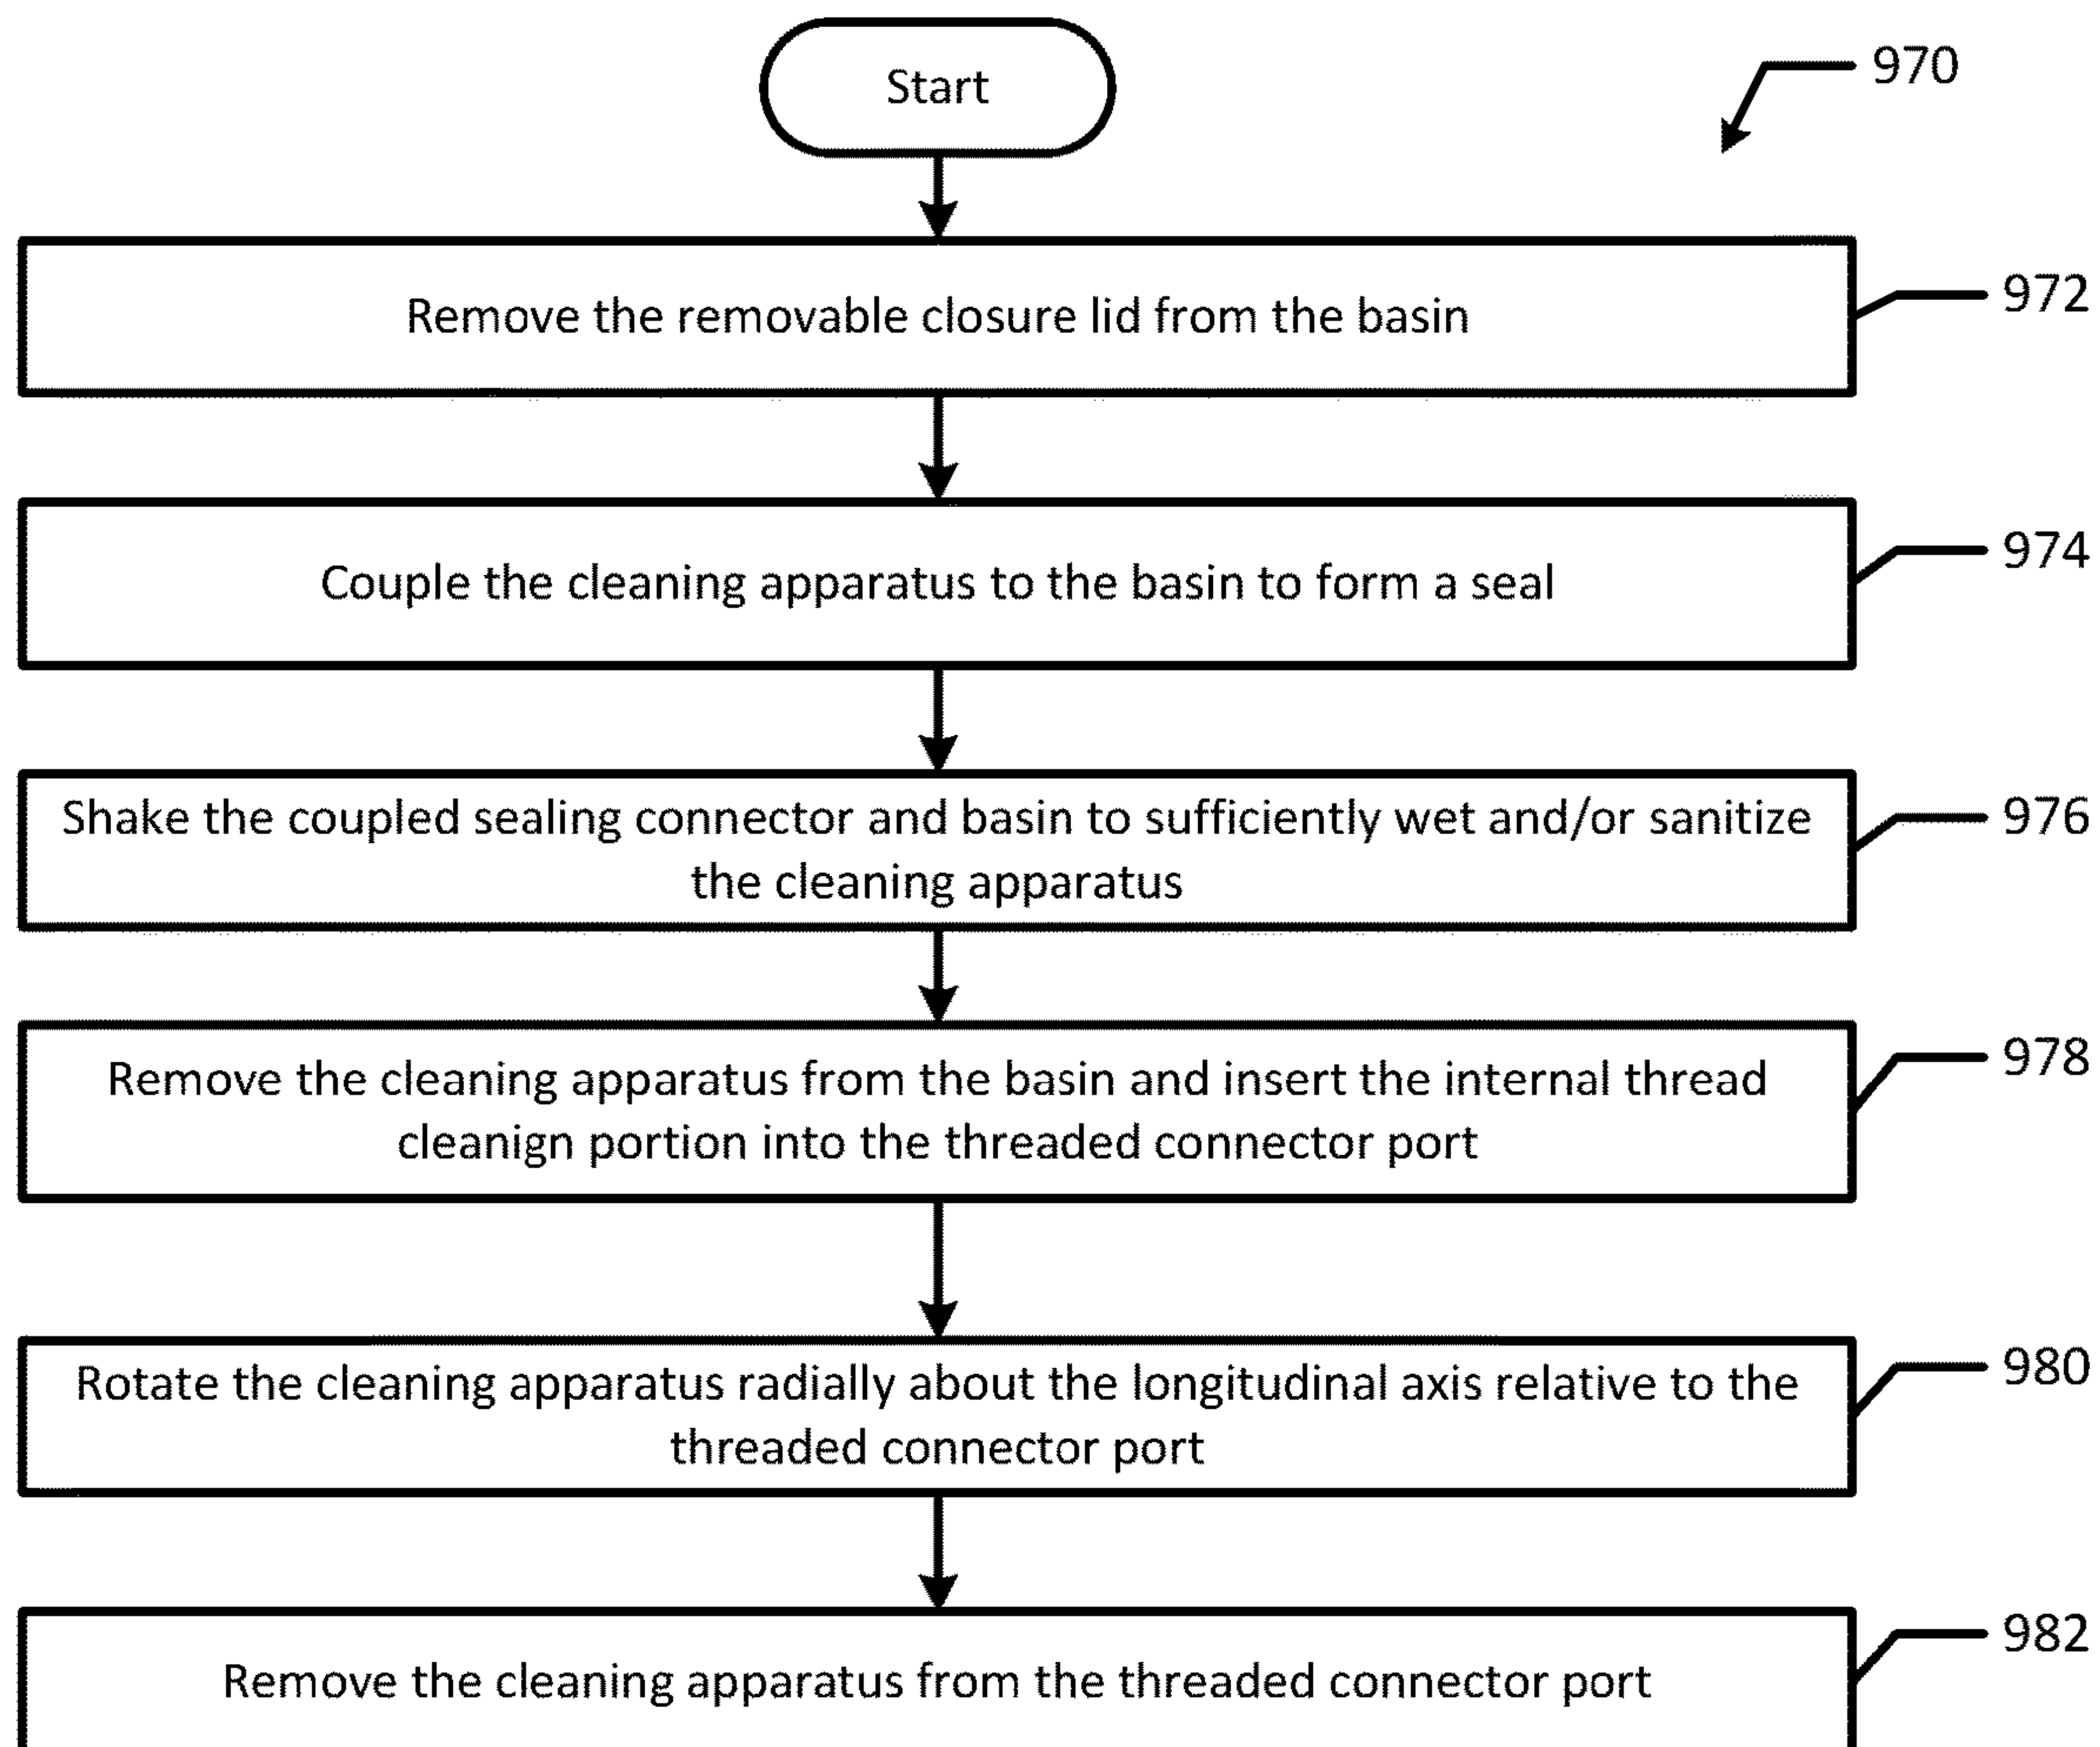 Start
970
Remove the removable closure lid from the basin
972
Couple the cleaning apparatus to the basin to form a seal
974
Shake the coupled sealing connector and basin to sufficiently wet and/or sanitize
the cleaning apparatus
976
Remove the cleaning apparatus from the basin and insert the internal thread
cleanign portion into the threaded connector port
978
Rotate the cleaning apparatus radially about the longitudinal axis relative to the
threaded connector port
980
Remove the cleaning apparatus from the threaded connector port
982